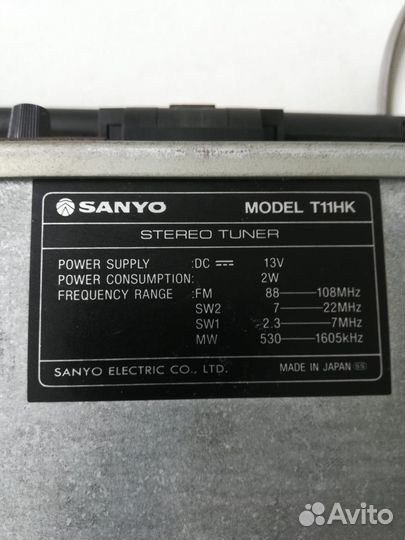 SANYO MODEL T11HK
STEREO TUNER
POWER SUPPLY :DC 13V
POWER CONSUMPTION: 2W
FREQUENCY RANGE :FM 88——108MHz
SW2 7——22MHz
SW1 2.3——7MHz
MW 530——1605kHz
SANYO ELECTRIC CO., LTD. MADE IN JAPAN
Avito